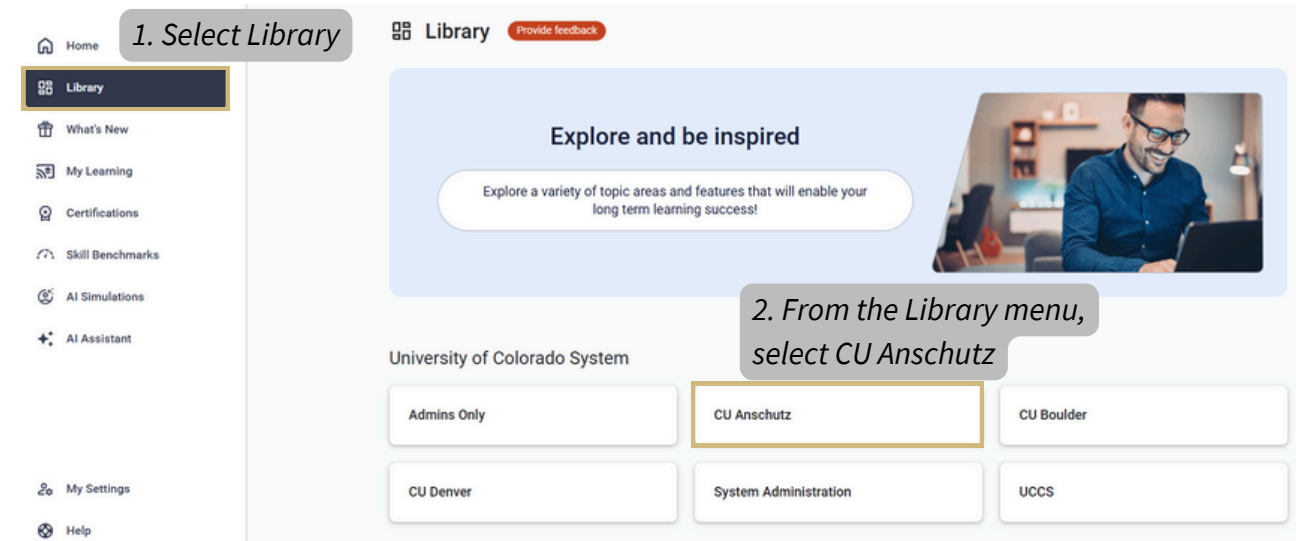 1. Select Library
Home
Library
What's New
My Learning
Certifications
Skill Benchmarks
AI Simulations
AI Assistant
My Settings
Help
Library
Provide feedback
Explore and be inspired
Explore a variety of topic areas and features that will enable your
long term learning success!
2. From the Library menu,
select CU Anschutz
University of Colorado System
Admins Only
CU Anschutz
CU Boulder
CU Denver
System Administration
UCCS